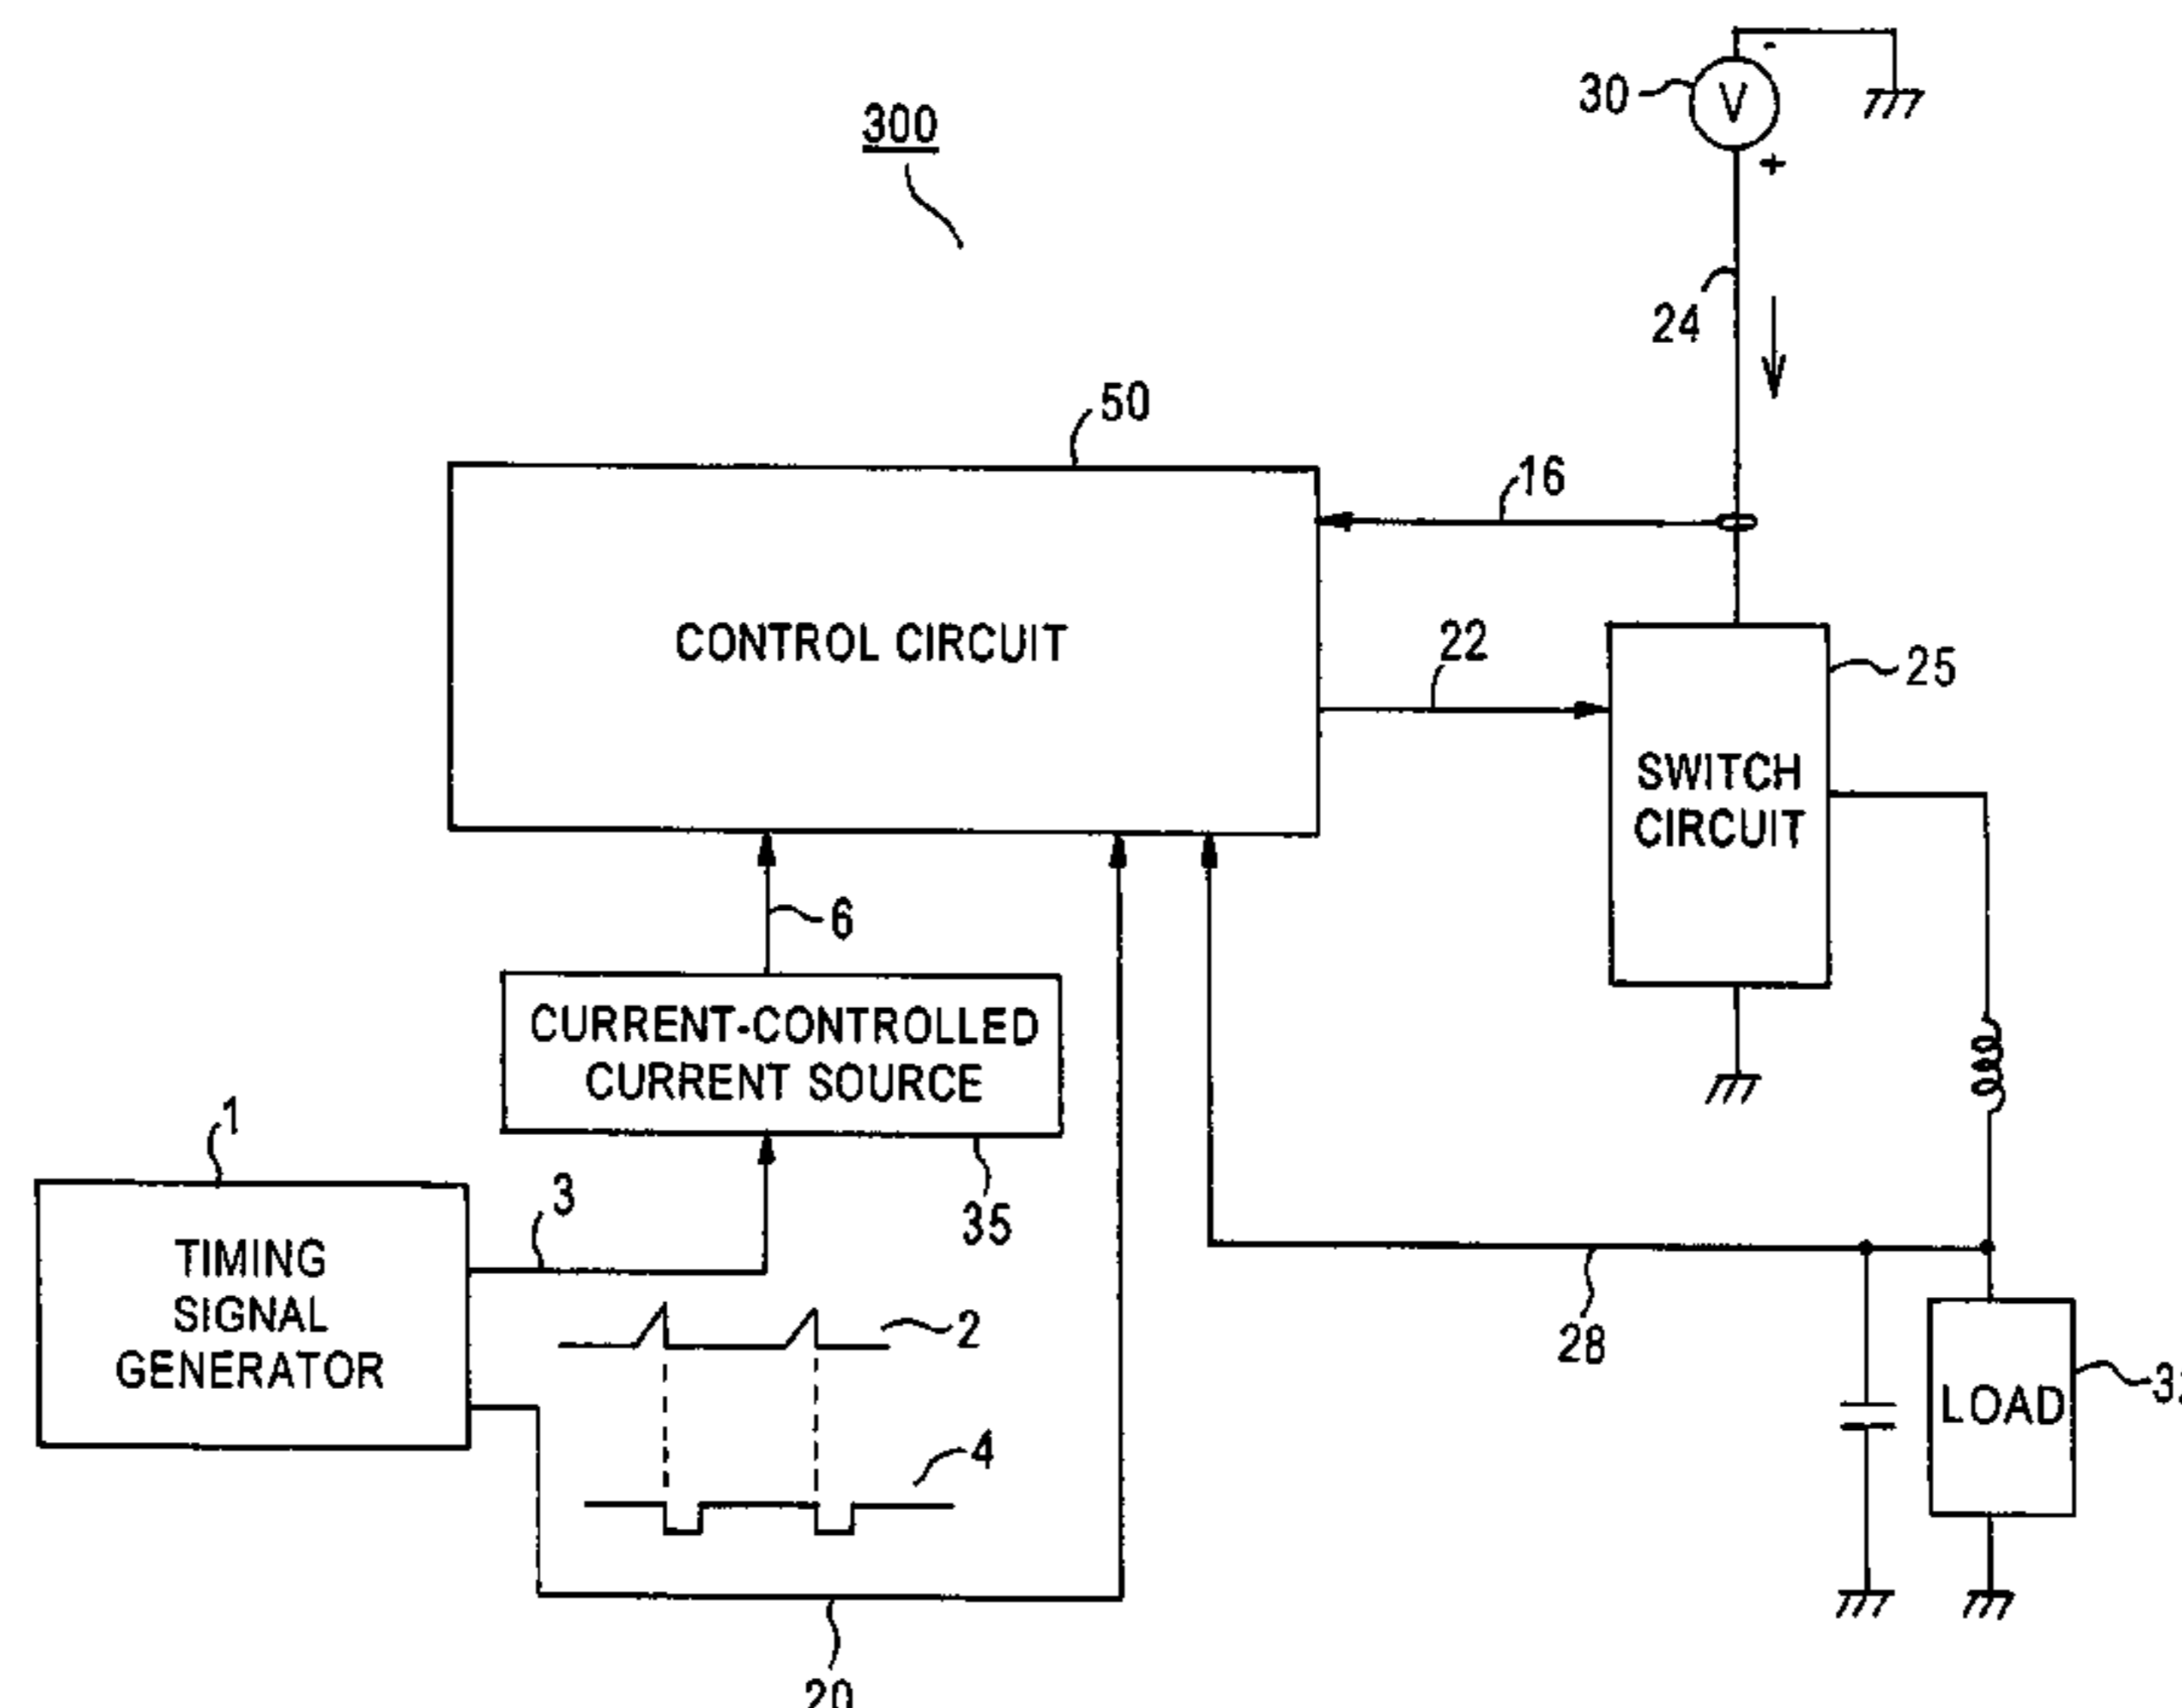 300
30
V
-
+
24
50
16
CONTROL CIRCUIT
22
25
SWITCH
CIRCUIT
6
CURRENT-CONTROLLED
CURRENT SOURCE
35
1
3
TIMING
SIGNAL
GENERATOR
2
4
28
LOAD
20